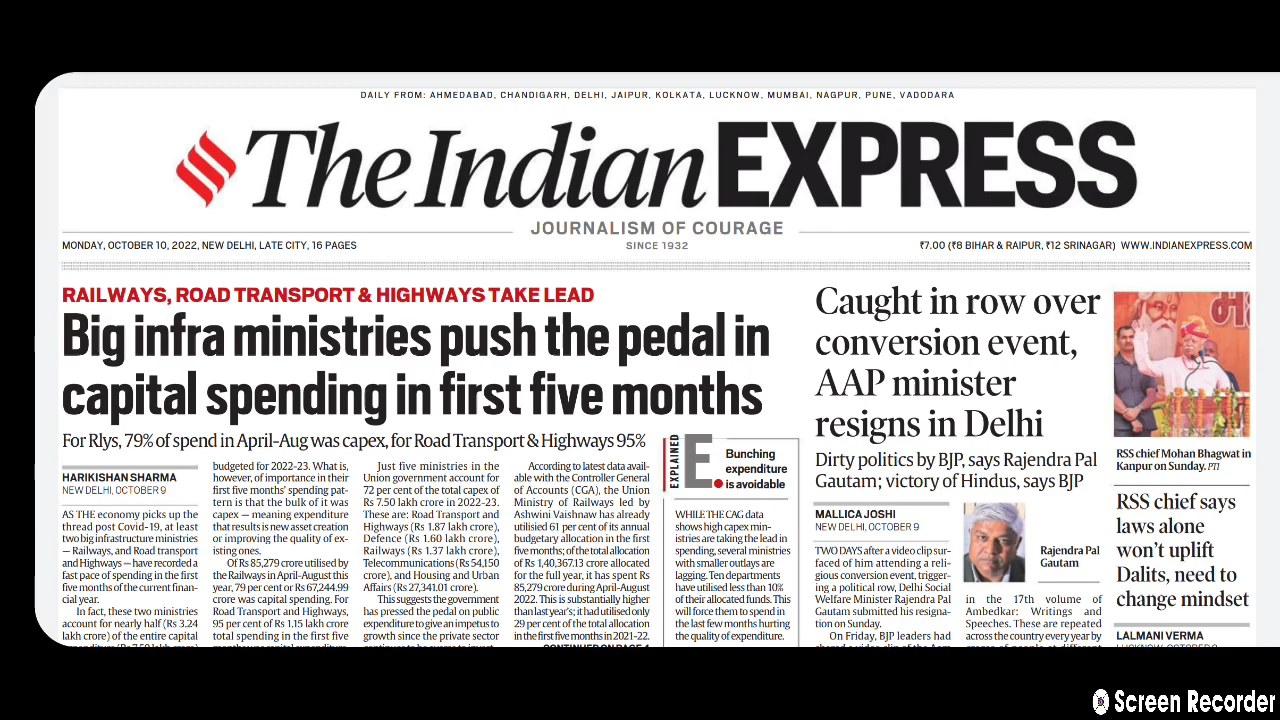 DAILY FROM: AHMEDABAD, CHANDIGARH, DELHI, JAIPUR, KOLKATA, LUCKNOW, MUMBAI, NAGPUR, PUNE, VADODARA
The Indian EXPRESS
JOURNALISM OF COURAGE
SINCE 1932
MONDAY, OCTOBER 10, 2022, NEW DELHI, LATE CITY, 16 PAGES
₹7.00 (₹8 BIHAR & RAIPUR, ₹12 SRINAGAR) WWW.INDIANEXPRESS.COM
RAILWAYS, ROAD TRANSPORT & HIGHWAYS TAKE LEAD
Big infra ministries push the pedal in
capital spending in first five months
For Rlys, 79% of spend in April-Aug was capex, for Road Transport & Highways 95%
HARIKISHAN SHARMA
NEW DELHI, OCTOBER 9
AS THE economy picks up the
thread post Covid-19, at least
two big infrastructure ministries
— Railways, and Road transport
and Highways — have recorded a
fast pace of spending in the first
five months of the current finan-
cial year.
In fact, these two ministries
account for nearly half (Rs 3.24
lakh crore) of the entire capital
budgeted for 2022-23. What is,
however, of importance in their
first five months' spending pat-
tern is that the bulk of it was
capex — meaning expenditure
that results is new asset creation
or improving the quality of ex-
isting ones.
Of Rs 85,279 crore utilised by
the Railways in April-August this
year, 79 per cent or Rs 67,244.99
crore was capital spending. For
Road Transport and Highways,
95 per cent of Rs 1.15 lakh crore
total spending in the first five
Just five ministries in the
Union government account for
72 per cent of the total capex of
Rs 7.50 lakh crore in 2022-23.
These are: Road Transport and
Highways (Rs 1.87 lakh crore),
Defence (Rs 1.60 lakh crore),
Railways (Rs 1.37 lakh crore),
Telecommunications (Rs 54,150
crore), and Housing and Urban
Affairs (Rs 27,341.01 crore).
This suggests the government
has pressed the pedal on public
expenditure to give an impetus to
growth since the private sector
According to latest data avail-
able with the Controller General
of Accounts (CGA), the Union
Ministry of Railways led by
Ashwini Vaishnaw has already
utilisied 61 per cent of its annual
budgetary allocation in the first
five months; of the total allocation
of Rs 1,40,367.13 crore allocated
for the full year, it has spent Rs
85,279 crore during April-August
2022. This is substantially higher
than last year's; it had utilised only
29 per cent of the total allocation
in the first five months in 2021-22.
CONTINUED ON PAGE 4
EXPLAINED
E.
Bunching
expenditure
is avoidable
WHILE THE CAG data
shows high capex min-
istries are taking the lead in
spending, several ministries
with smaller outlays are
lagging. Ten departments
have utilised less than 10%
of their allocated funds. This
will force them to spend in
the last few months hurting
the quality of expenditure.
Caught in row over
conversion event,
AAP minister
resigns in Delhi
Dirty politics by BJP, says Rajendra Pal
Gautam; victory of Hindus, says BJP
MALLICA JOSHI
NEW DELHI, OCTOBER 9
TWO DAYS after a video clip sur-
faced of him attending a reli-
gious conversion event, trigger-
ing a political row, Delhi Social
Welfare Minister Rajendra Pal
Gautam submitted his resigna-
tion on Sunday.
On Friday, BJP leaders had
Rajendra Pal
Gautam
in the 17th volume of
Ambedkar: Writings and
Speeches. These are repeated
across the country every year by
RSS chief Mohan Bhagwat in
Kanpur on Sunday. PTI
RSS chief says
laws alone
won't uplift
Dalits, need to
change mindset
LALMANI VERMA
Screen Recorder